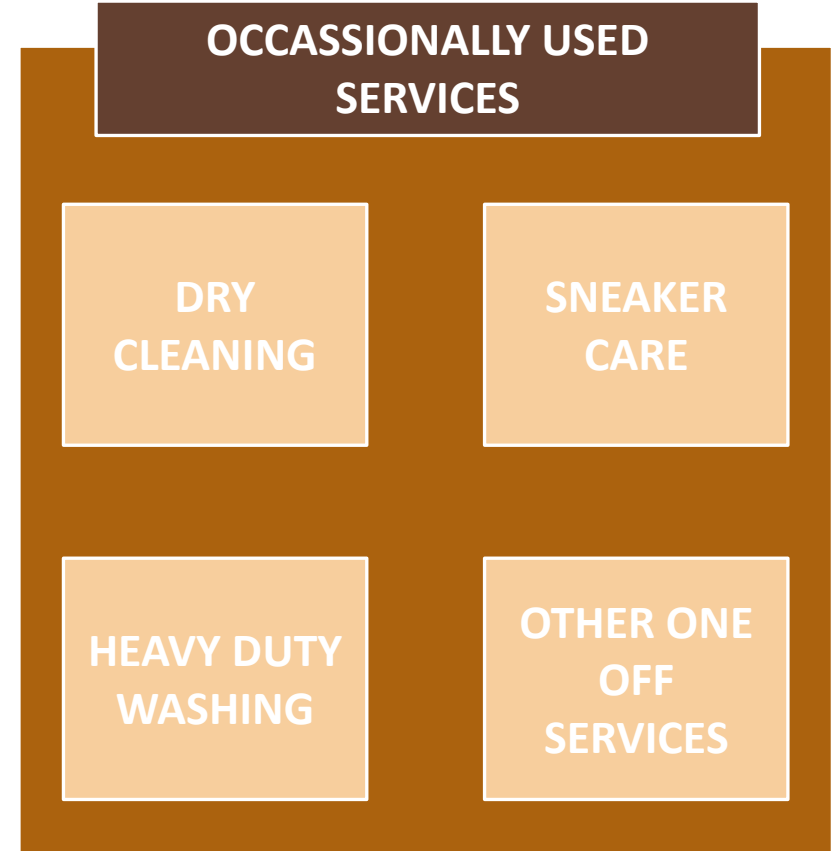 OCCASSIONALLY USED
SERVICES
DRY
CLEANING
SNEAKER
CARE
HEAVY DUTY
WASHING
OTHER ONE
OFF
SERVICES